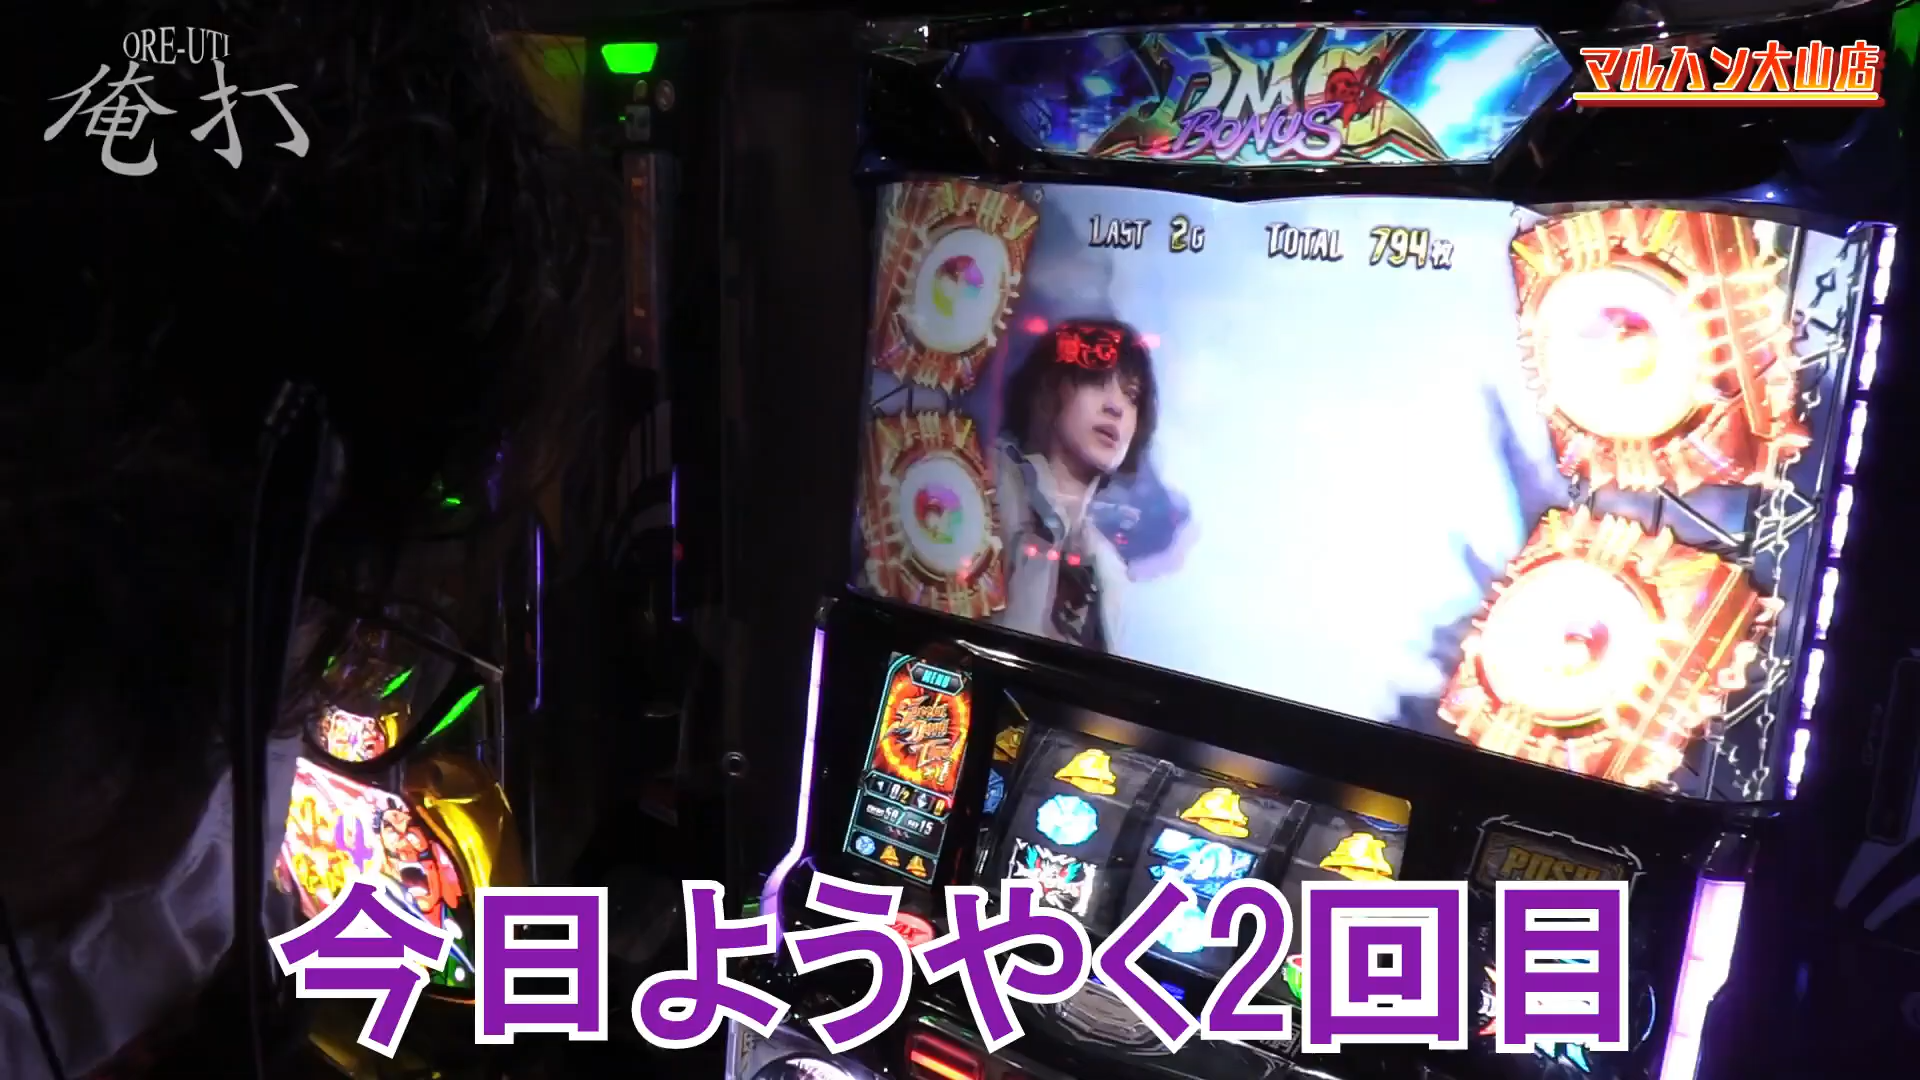 ORE-UTI
俺打
マルハン大山店
DMC
BONUS
LAST 2G TOTAL 794枚
MENU
PUSH
今日ようやく2回目